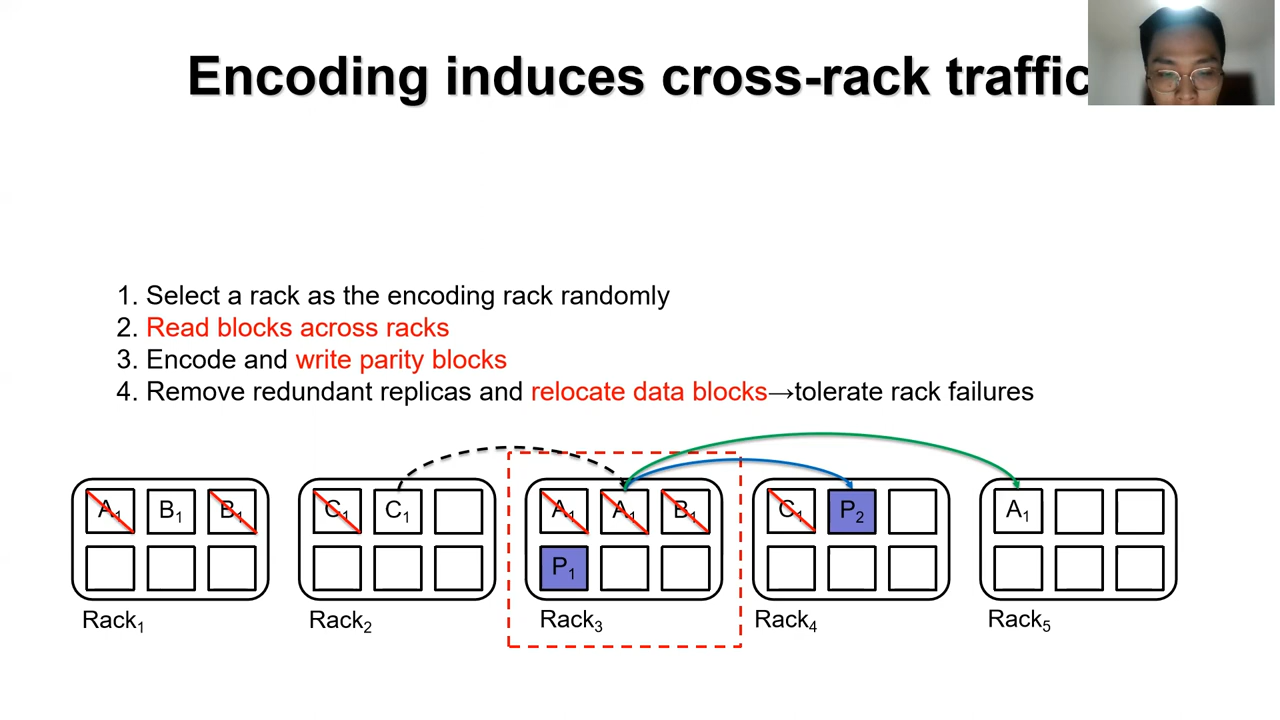 Encoding induces cross-rack traffic
1. Select a rack as the encoding rack randomly
2. Read blocks across racks
3. Encode and write parity blocks
4. Remove redundant replicas and relocate data blocks→tolerate rack failures
A₁ B₁ B₁ C₁ C₁ A₁ A₁ B₁ C₁ P₂ A₁
P₁
Rack₁ Rack₂ Rack₃ Rack₄ Rack₅